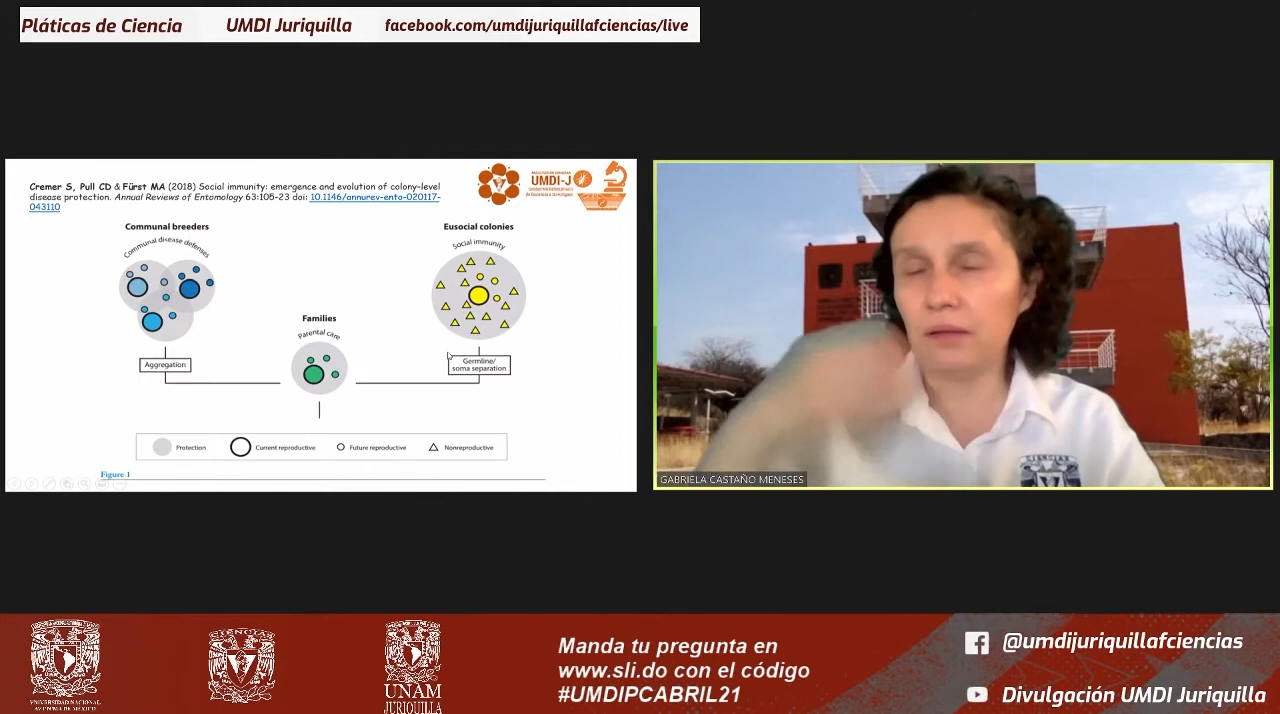 Pláticas de Ciencia UMDI Juriquilla facebook.com/umdijuriquillafciencias/live
Cremer S, Pull CD & Fürst MA (2018) Social immunity: emergence and evolution of colony-level
disease protection. Annual Reviews of Entomology 63:105-23 doi: 10.1146/annurev-ento-020117-
043110
UMDI-J
Communal breeders
Communal disease defenses
Eusocial colonies
Social immunity
Families
Parental care
Aggregation
Germline/
soma separation
Protection
Current reproductive
Future reproductive
Nonreproductive
Figure 1
CIENCIAS
GABRIELA CASTAÑO MENESES
CIENCIAS
UNAM
JURIQUILLA
Manda tu pregunta en
www.sli.do con el código
#UMDIPCABRIL21
@umdijuriquillafciencias
Divulgación UMDI Juriquilla